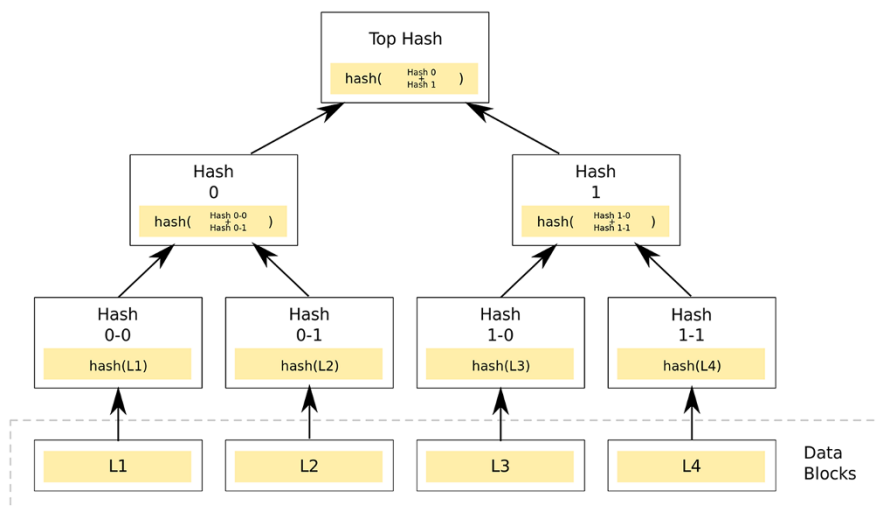 Top Hash
hash( Hash 0 + Hash 1 )
Hash
0
hash( Hash 0-0 + Hash 0-1 )
Hash
1
hash( Hash 1-0 + Hash 1-1 )
Hash
0-0
hash(L1)
Hash
0-1
hash(L2)
Hash
1-0
hash(L3)
Hash
1-1
hash(L4)
L1
L2
L3
L4
Data
Blocks